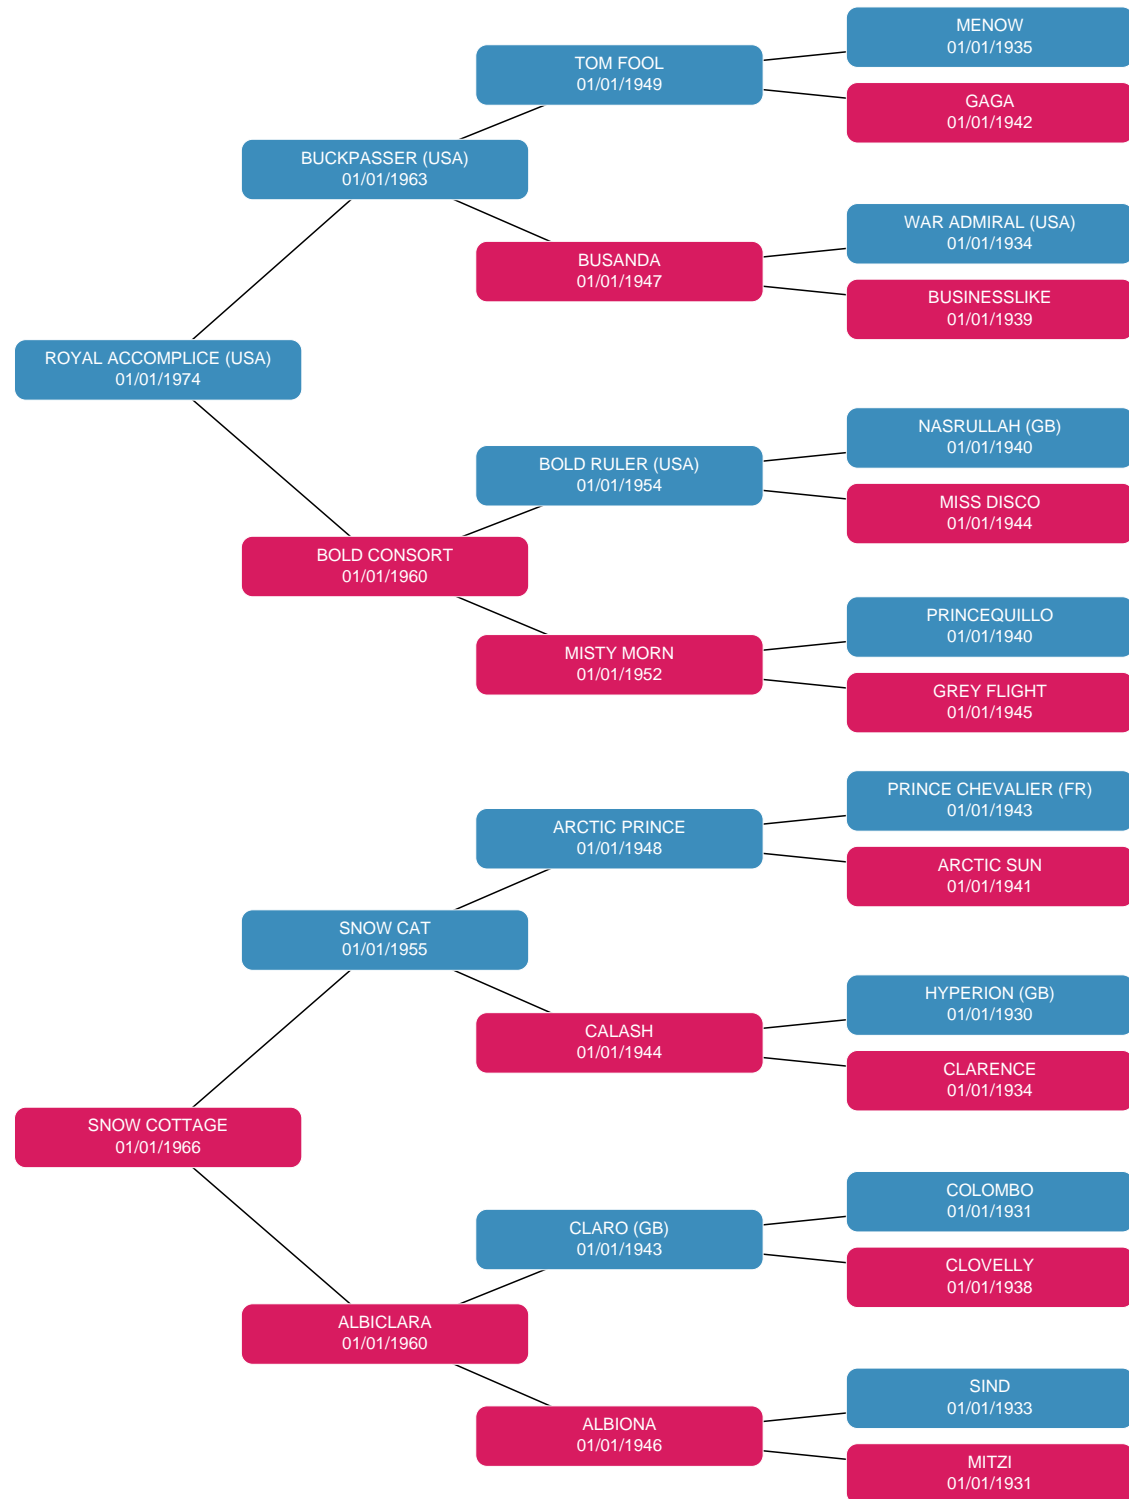 MENOW
01/01/1935
TOM FOOL
01/01/1949
GAGA
01/01/1942
BUCKPASSER (USA)
01/01/1963
WAR ADMIRAL (USA)
01/01/1934
BUSANDA
01/01/1947
BUSINESSLIKE
01/01/1939
ROYAL ACCOMPLICE (USA)
01/01/1974
NASRULLAH (GB)
01/01/1940
BOLD RULER (USA)
01/01/1954
MISS DISCO
01/01/1944
BOLD CONSORT
01/01/1960
PRINCEQUILLO
01/01/1940
MISTY MORN
01/01/1952
GREY FLIGHT
01/01/1945
PRINCE CHEVALIER (FR)
01/01/1943
ARCTIC PRINCE
01/01/1948
ARCTIC SUN
01/01/1941
SNOW CAT
01/01/1955
HYPERION (GB)
01/01/1930
CALASH
01/01/1944
CLARENCE
01/01/1934
SNOW COTTAGE
01/01/1966
COLOMBO
01/01/1931
CLARO (GB)
01/01/1943
CLOVELLY
01/01/1938
ALBICLARA
01/01/1960
SIND
01/01/1933
ALBIONA
01/01/1946
MITZI
01/01/1931